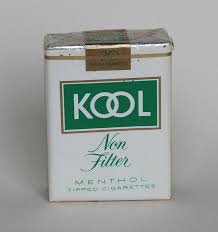 KOOL
Non
Filter
MENTHOL
TIPPED CIGARETTES